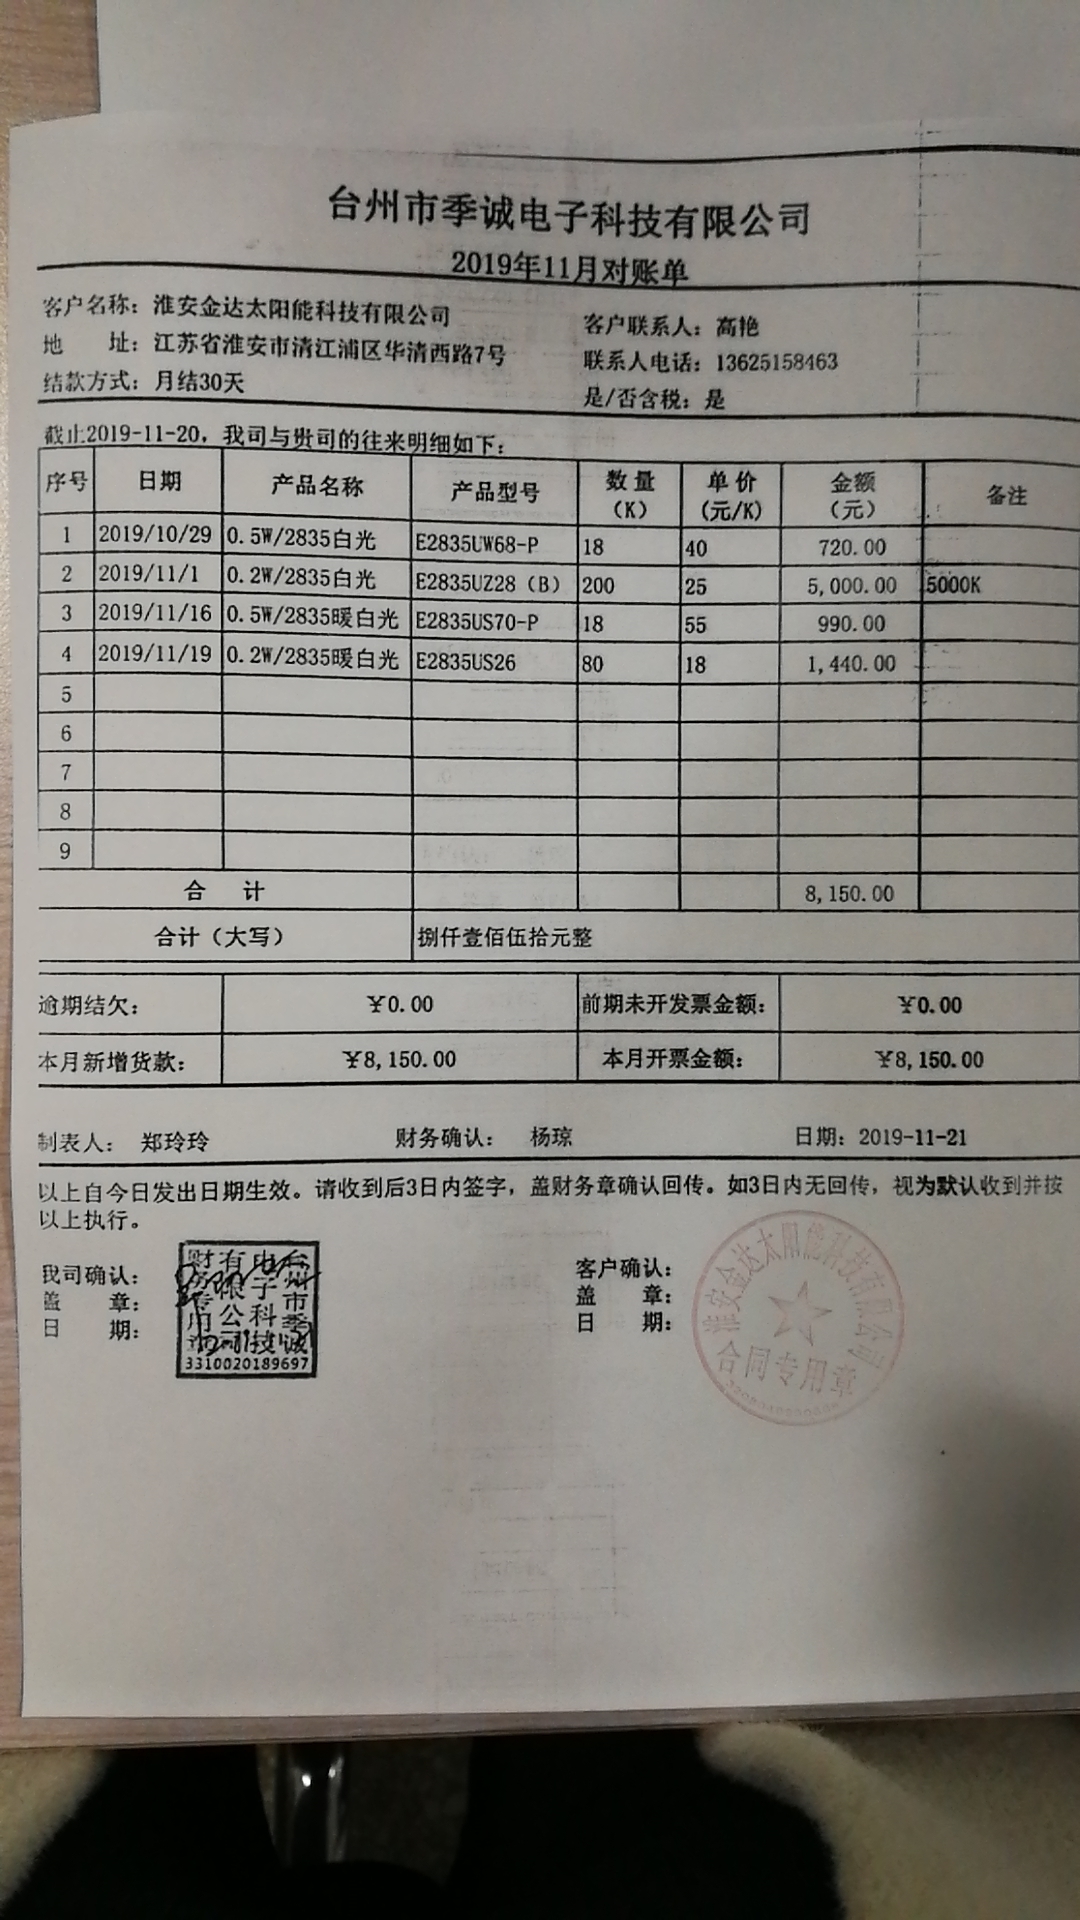 台州市季诚电子科技有限公司
2019年11月对账单
客户名称：淮安金达太阳能科技有限公司 客户联系人：高艳
地 址：江苏省淮安市清江浦区华清西路7号 联系人电话：13625158463
结款方式：月结30天 是/否含税：是
截止2019-11-20，我司与贵司的往来明细如下：
序号 日期 产品名称 产品型号 数量（K） 单价（元/K） 金额（元） 备注
1 2019/10/29 0.5W/2835白光 E2835UW68-P 18 40 720.00
2 2019/11/1 0.2W/2835白光 E2835UZ28（B） 200 25 5,000.00 5000K
3 2019/11/16 0.5W/2835暖白光 E2835US70-P 18 55 990.00
4 2019/11/19 0.2W/2835暖白光 E2835US26 80 18 1,440.00
5
6
7
8
9
合 计 8,150.00
合计（大写） 捌仟壹佰伍拾元整
逾期结欠： ￥0.00 前期未开发票金额： ￥0.00
本月新增货款： ￥8,150.00 本月开票金额： ￥8,150.00
制表人： 郑玲玲 财务确认： 杨琼 日期：2019-11-21
以上自今日发出日期生效。请收到后3日内签字，盖财务章确认回传。如3日内无回传，视为默认收到并按
以上执行。
我司确认： 客户确认：
盖 章： 盖 章：
日 期： 日 期：
台州市季诚
电子科技
有限公司
财务专用章
3310020189697
淮安金达太阳能科技有限公司
合同专用章